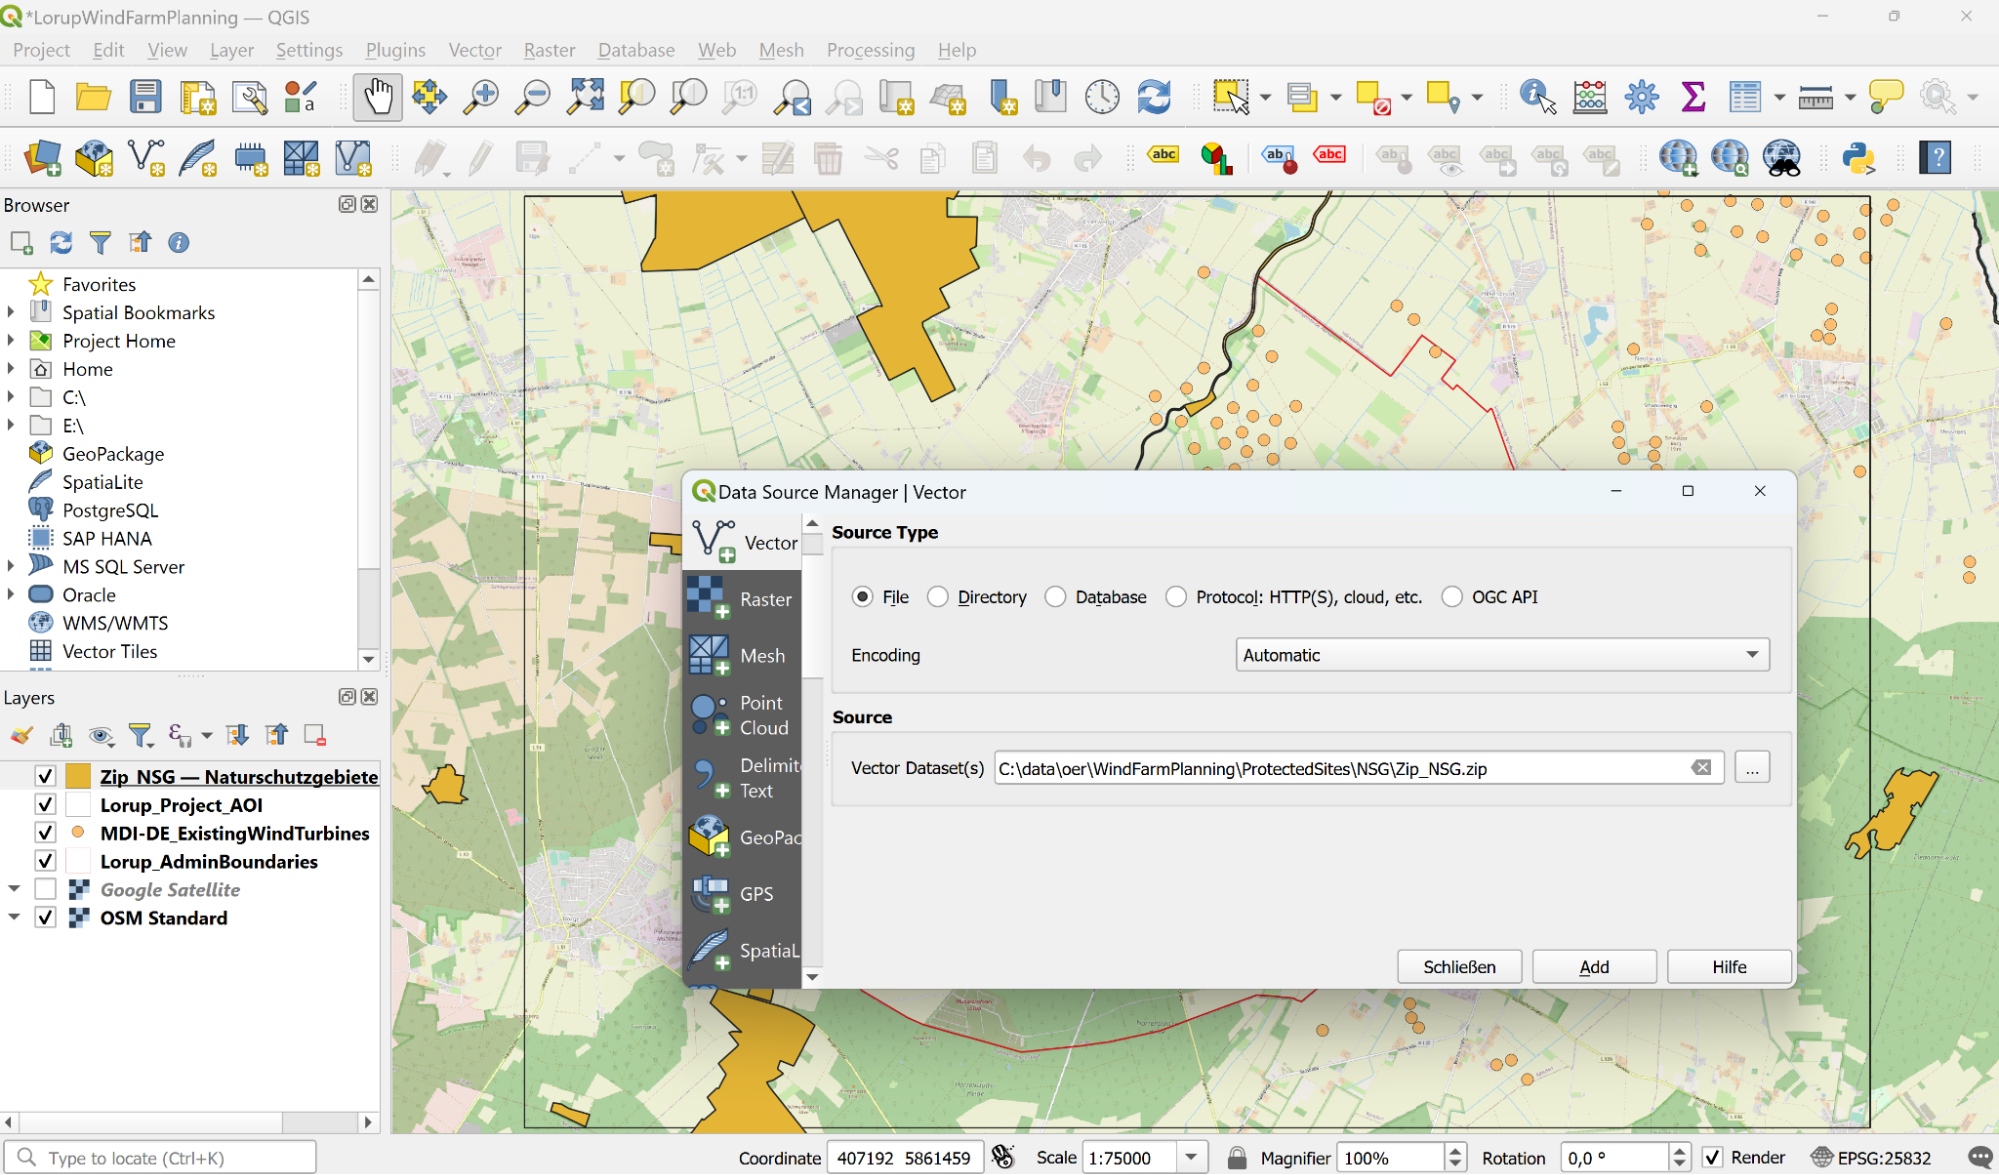 *LorupWindFarmPlanning — QGIS
Project Edit View Layer Settings Plugins Vector Raster Database Web Mesh Processing Help
Browser
Favorites
Spatial Bookmarks
Project Home
Home
C:\
E:\
GeoPackage
SpatiaLite
PostgreSQL
SAP HANA
MS SQL Server
Oracle
WMS/WMTS
Vector Tiles
Layers
Zip_NSG — Naturschutzgebiete
Lorup_Project_AOI
MDI-DE_ExistingWindTurbines
Lorup_AdminBoundaries
Google Satellite
OSM Standard
Data Source Manager | Vector
Vector
Raster
Mesh
Point
Cloud
Delimit
Text
GeoPac
GPS
SpatiaL
Source Type
File Directory Database Protocol: HTTP(S), cloud, etc. OGC API
Encoding Automatic
Source
Vector Dataset(s) C:\data\oer\WindFarmPlanning\ProtectedSites\NSG\Zip_NSG.zip ...
Schließen Add Hilfe
Type to locate (Ctrl+K) Coordinate 407192 5861459 Scale 1:75000 Magnifier 100% Rotation 0,0 ° Render EPSG:25832